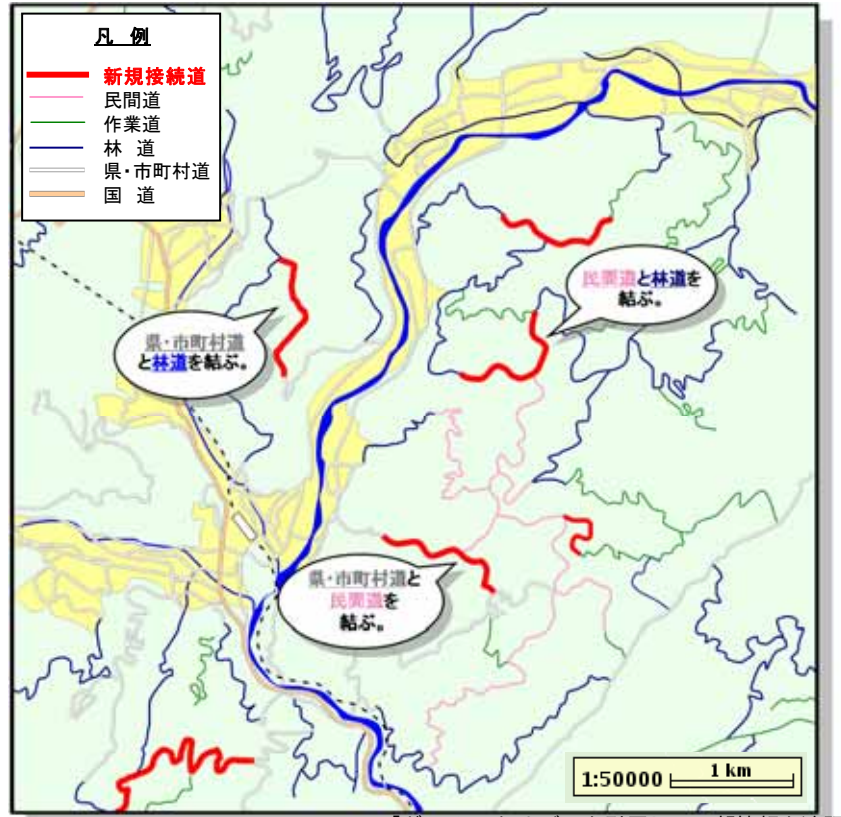 凡 例
新規接続道
民間道
作業道
林 道
県・市町村道
国 道
民間道と林道を
結ぶ。
県・市町村道
と林道を結ぶ。
県・市町村道と
民間道を
結ぶ。
1:50000 1 km